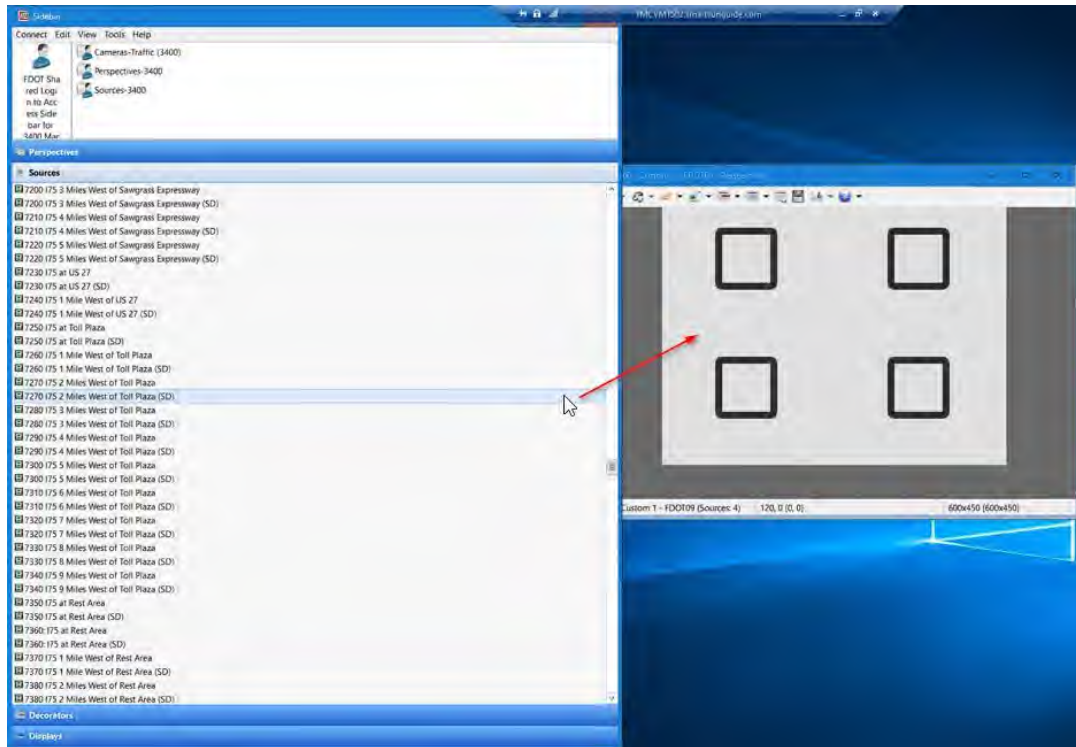 Sidebar
Connect Edit View Tools Help
Cameras-Traffic (3400)
Perspectives-3400
Sources-3400
FDOT Sha
red Logi
n to Acc
ess Side
bar for
3400 Mac
Perspectives
Sources
7200 I75 3 Miles West of Sawgrass Expressway
7200 I75 3 Miles West of Sawgrass Expressway (SD)
7210 I75 4 Miles West of Sawgrass Expressway
7210 I75 4 Miles West of Sawgrass Expressway (SD)
7220 I75 5 Miles West of Sawgrass Expressway
7220 I75 5 Miles West of Sawgrass Expressway (SD)
7230 I75 at US 27
7230 I75 at US 27 (SD)
7240 I75 1 Mile West of US 27
7240 I75 1 Mile West of US 27 (SD)
7250 I75 at Toll Plaza
7250 I75 at Toll Plaza (SD)
7260 I75 1 Mile West of Toll Plaza
7260 I75 1 Mile West of Toll Plaza (SD)
7270 I75 2 Miles West of Toll Plaza
7270 I75 2 Miles West of Toll Plaza (SD)
7280 I75 3 Miles West of Toll Plaza
7280 I75 3 Miles West of Toll Plaza (SD)
7290 I75 4 Miles West of Toll Plaza
7290 I75 4 Miles West of Toll Plaza (SD)
7300 I75 5 Miles West of Toll Plaza
7300 I75 5 Miles West of Toll Plaza (SD)
7310 I75 6 Miles West of Toll Plaza
7310 I75 6 Miles West of Toll Plaza (SD)
7320 I75 7 Miles West of Toll Plaza
7320 I75 7 Miles West of Toll Plaza (SD)
7330 I75 8 Miles West of Toll Plaza
7330 I75 8 Miles West of Toll Plaza (SD)
7340 I75 9 Miles West of Toll Plaza
7340 I75 9 Miles West of Toll Plaza (SD)
7350 I75 at Rest Area
7350 I75 at Rest Area (SD)
7360: I75 at Rest Area
7360: I75 at Rest Area (SD)
7370 I75 1 Mile West of Rest Area
7370 I75 1 Mile West of Rest Area (SD)
7380 I75 2 Miles West of Rest Area
7380 I75 2 Miles West of Rest Area (SD)
Decorators
Displays
Custom 1 - FDOT09 (Sources: 4) 120, 0 (0, 0) 600x450 (600x450)